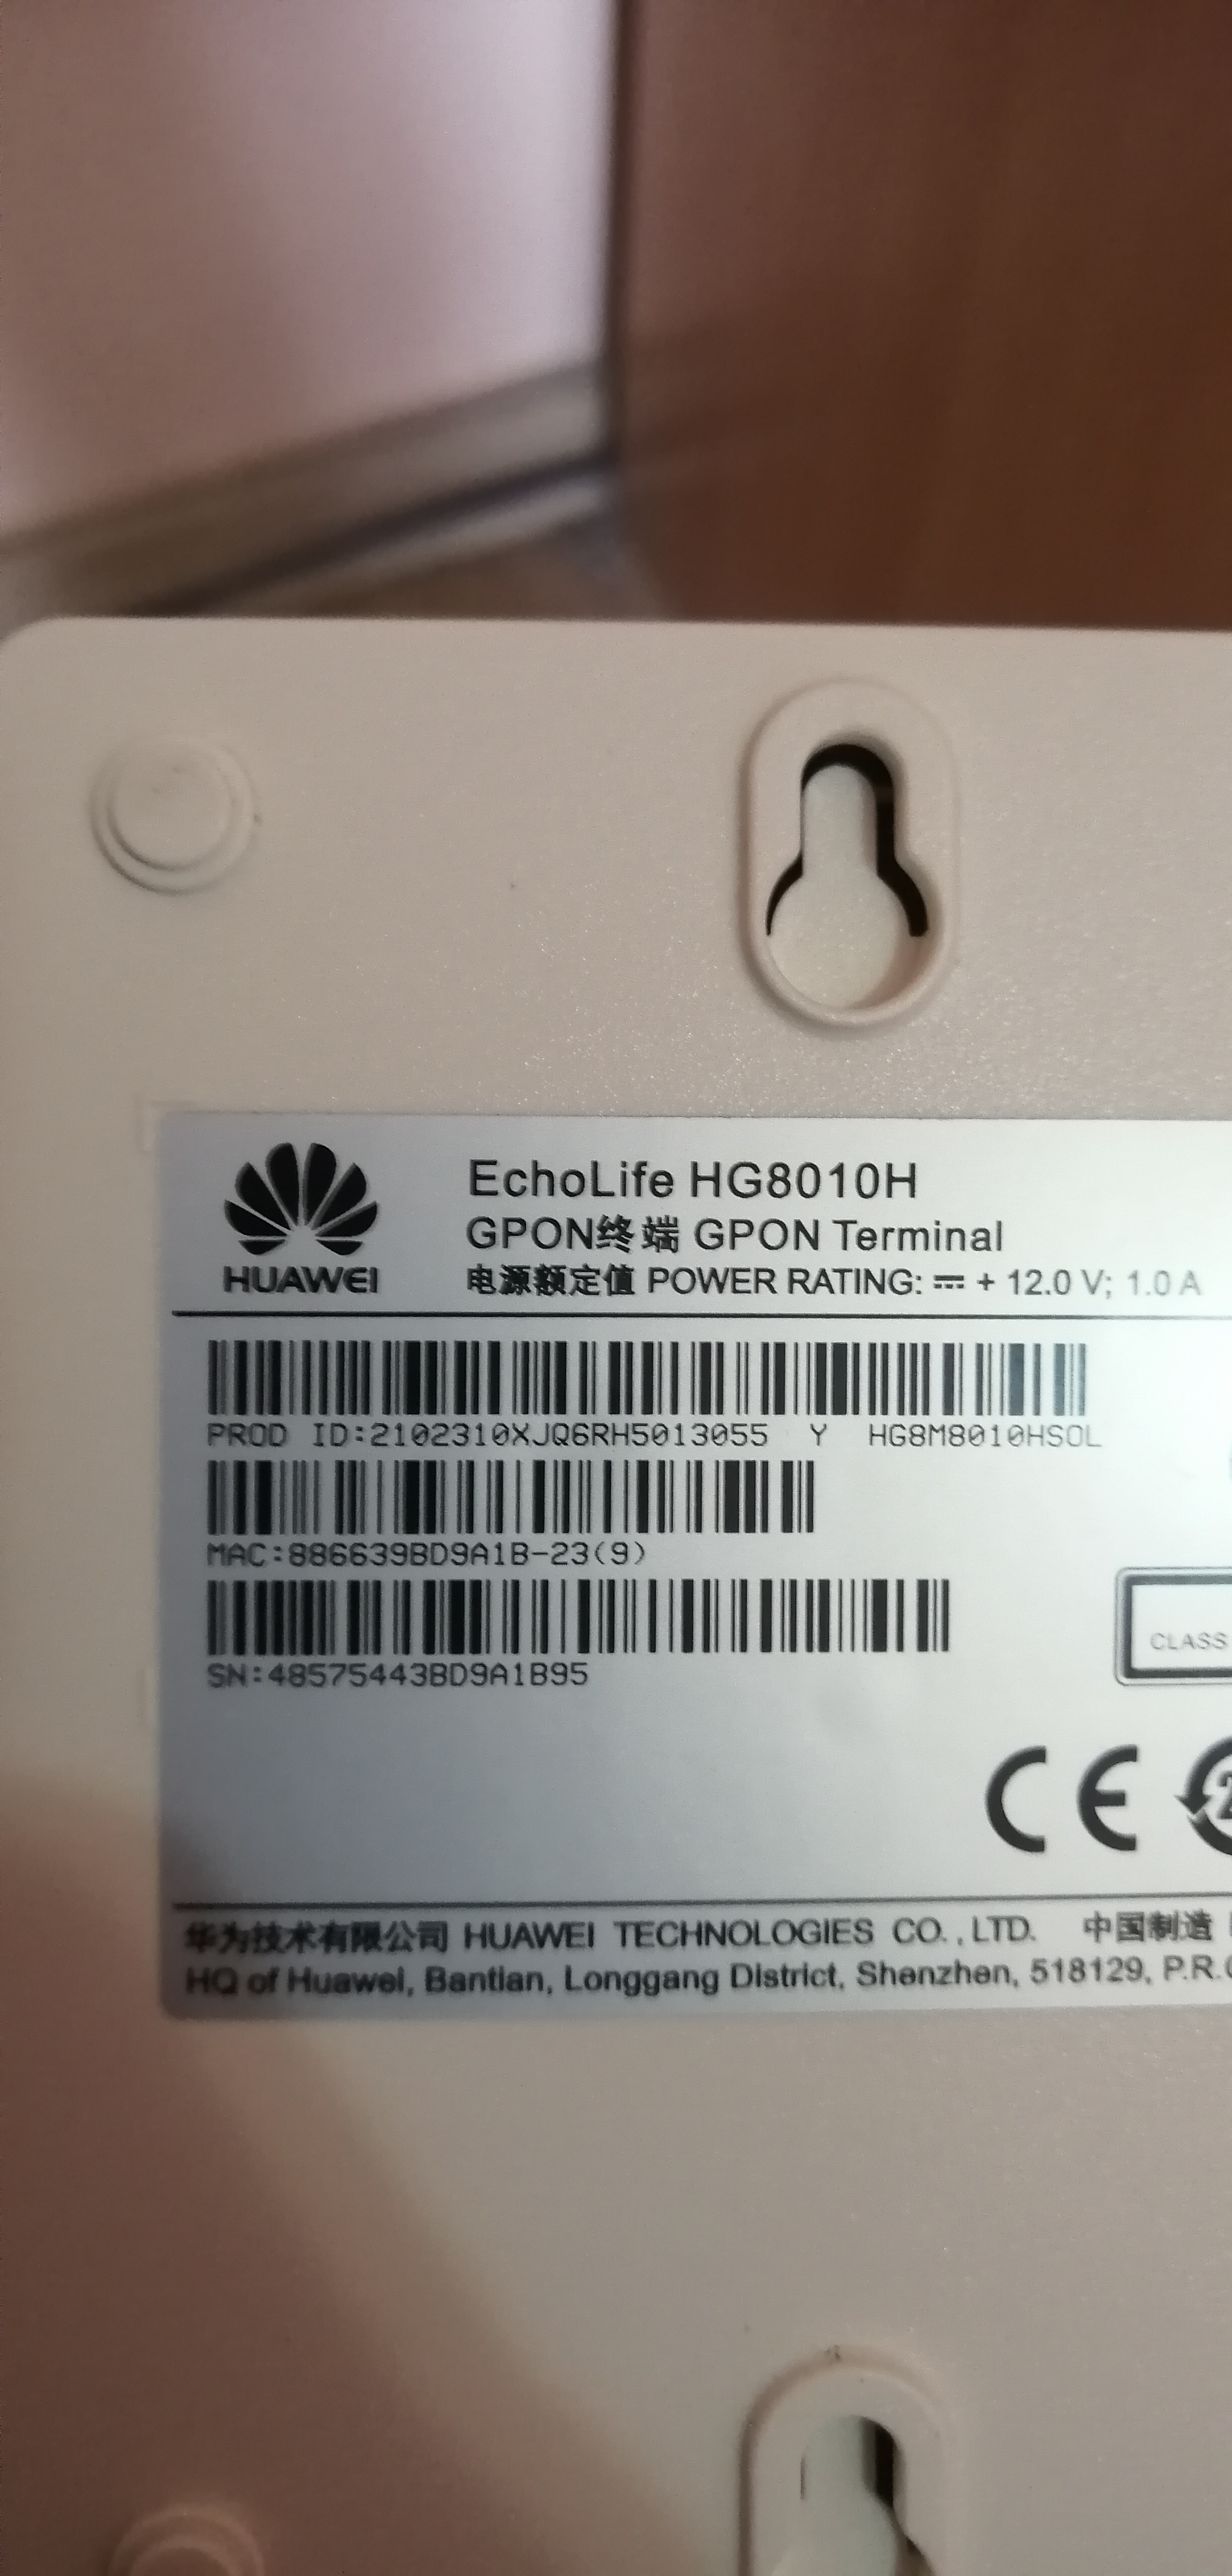 HUAWEI
EchoLife HG8010H
GPON终端 GPON Terminal
电源额定值 POWER RATING: ⎓ + 12.0 V; 1.0 A
PROD ID:2102310XJQ6RH5013055 Y HG8M8010HSOL
MAC:886639BD9A1B-23(9)
SN:48575443BD9A1B95
CLASS
CE
华为技术有限公司 HUAWEI TECHNOLOGIES CO.,LTD. 中国制造
HQ of Huawei, Bantian, Longgang District, Shenzhen, 518129, P.R.